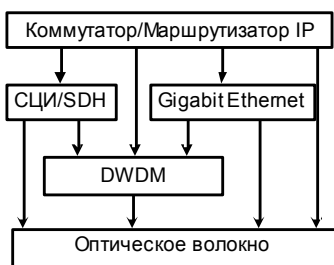 Коммутатор/Маршрутизатор IP
СЦИ/SDH
Gigabit Ethernet
DWDM
Оптическое волокно